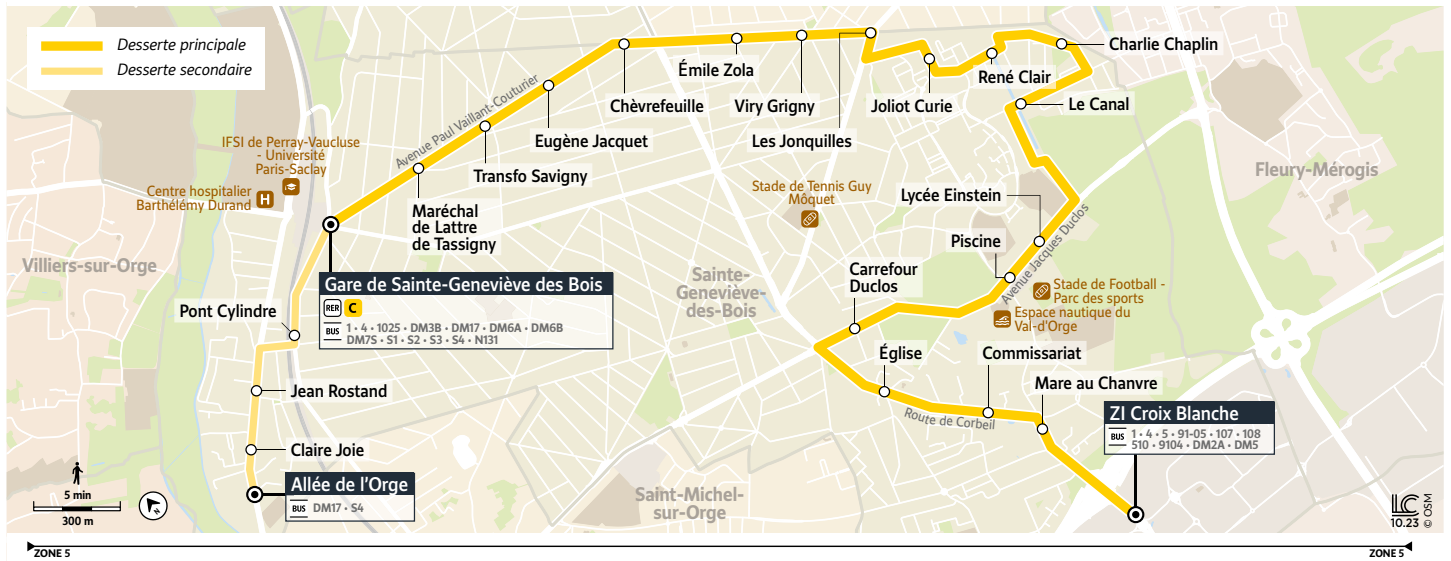 Desserte principale
Desserte secondaire
Charlie Chaplin
Émile Zola
René Clair
Chèvrefeuille
Viry Grigny
Joliot Curie
Le Canal
Avenue Paul Vaillant-Couturier
Eugène Jacquet
Les Jonquilles
IFSI de Perray-Vaucluse
- Université
Paris-Saclay
Transfo Savigny
Fleury-Mérogis
Centre hospitalier
Barthélémy Durand
H
Stade de Tennis Guy
Môquet
Lycée Einstein
Maréchal
de Lattre
de Tassigny
Avenue Jacques Duclos
Piscine
Villiers-sur-Orge
Sainte-
Geneviève-
des-Bois
Carrefour
Duclos
Gare de Sainte-Geneviève des Bois
RER C
BUS 1 • 4 • 1025 • DM3B • DM17 • DM6A • DM6B
DM7S • S1 • S2 • S3 • S4 • N131
Stade de Football -
Parc des sports
Espace nautique du
Val-d'Orge
Pont Cylindre
Église
Commissariat
Mare au Chanvre
Jean Rostand
Route de Corbeil
ZI Croix Blanche
BUS 1 • 4 • 5 • 91-05 • 107 • 108
510 • 9104 • DM2A • DM5
Claire Joie
Allée de l'Orge
BUS DM17 • S4
Saint-Michel-
sur-Orge
5 min
300 m
N
LC
10.23
© OSM
ZONE 5
ZONE 5